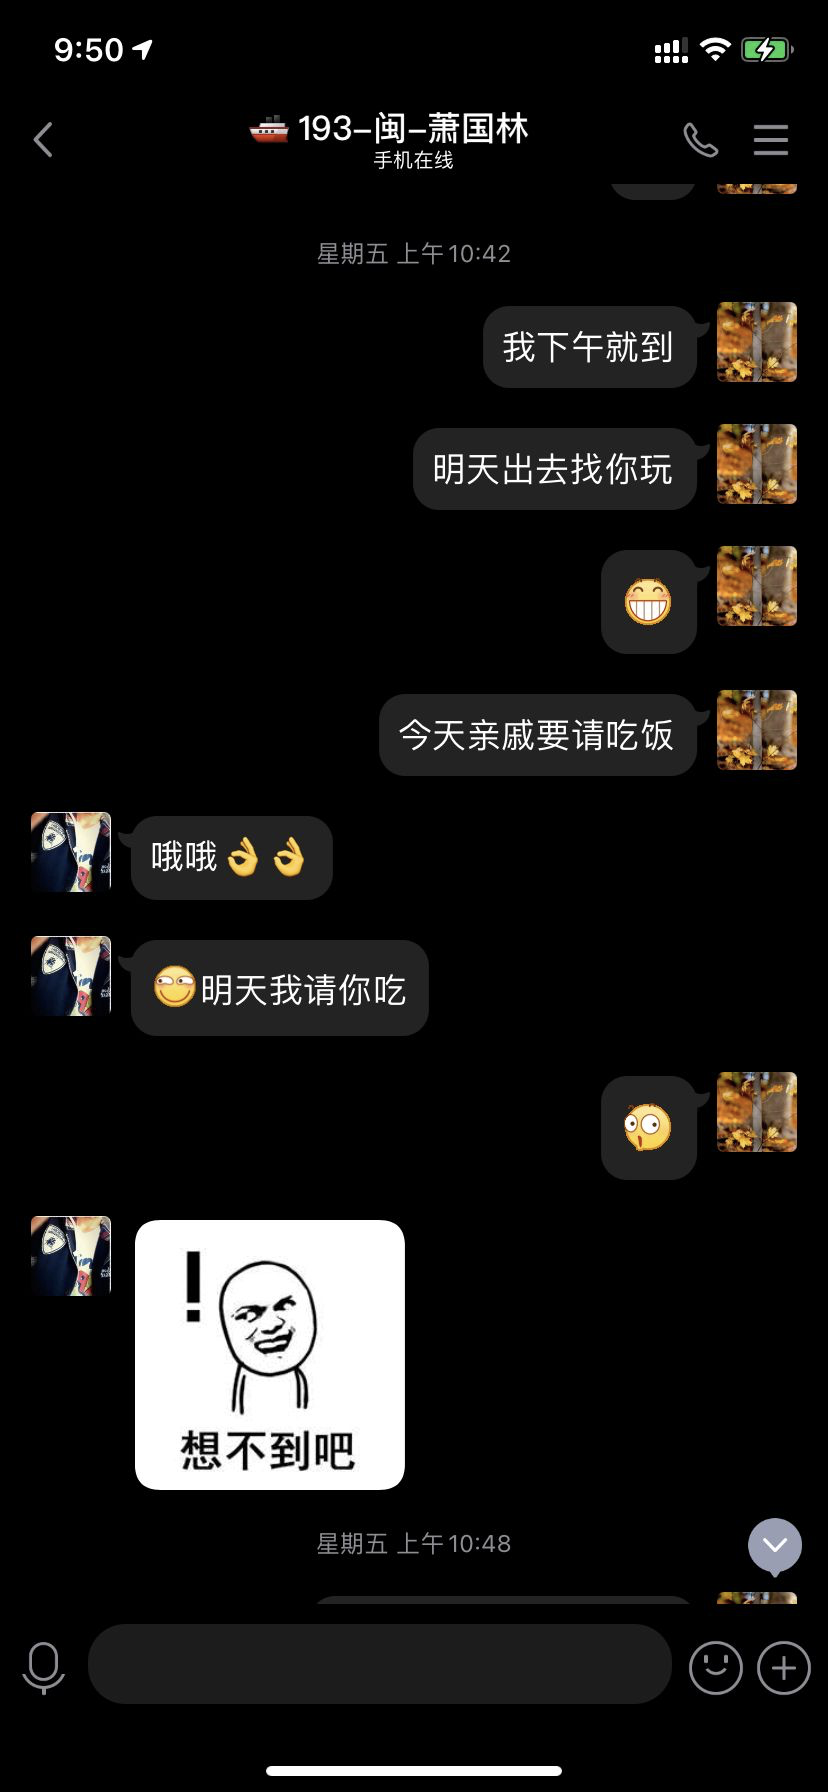 9:50
193-闽-萧国林
手机在线
星期五 上午10:42
我下午就到
明天出去找你玩
今天亲戚要请吃饭
哦哦👌👌
明天我请你吃
!
想不到吧
星期五 上午10:48